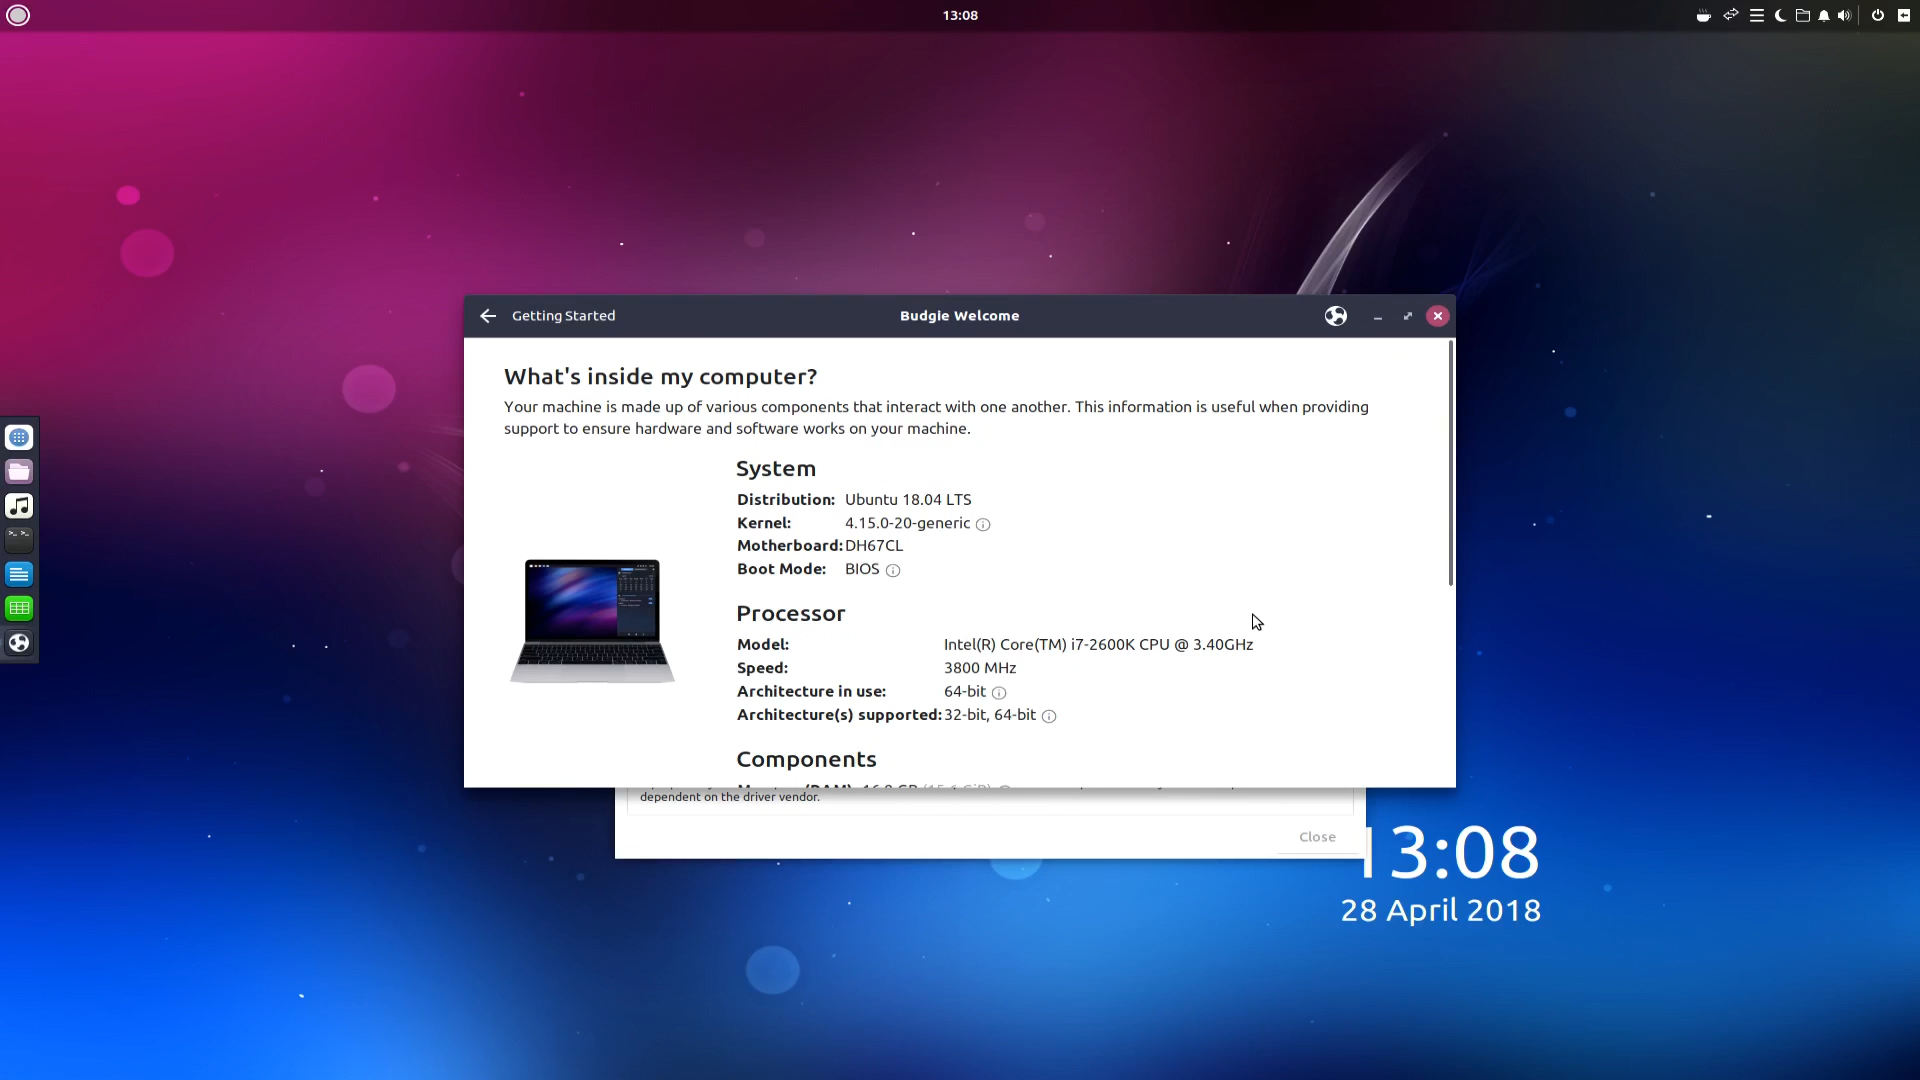 13:08
Getting Started
Budgie Welcome
What's inside my computer?
Your machine is made up of various components that interact with one another. This information is useful when providing
support to ensure hardware and software works on your machine.
System
Distribution: Ubuntu 18.04 LTS
Kernel: 4.15.0-20-generic
Motherboard: DH67CL
Boot Mode: BIOS
Processor
Model: Intel(R) Core(TM) i7-2600K CPU @ 3.40GHz
Speed: 3800 MHz
Architecture in use: 64-bit
Architecture(s) supported: 32-bit, 64-bit
Components
dependent on the driver vendor.
Close
13:08
28 April 2018